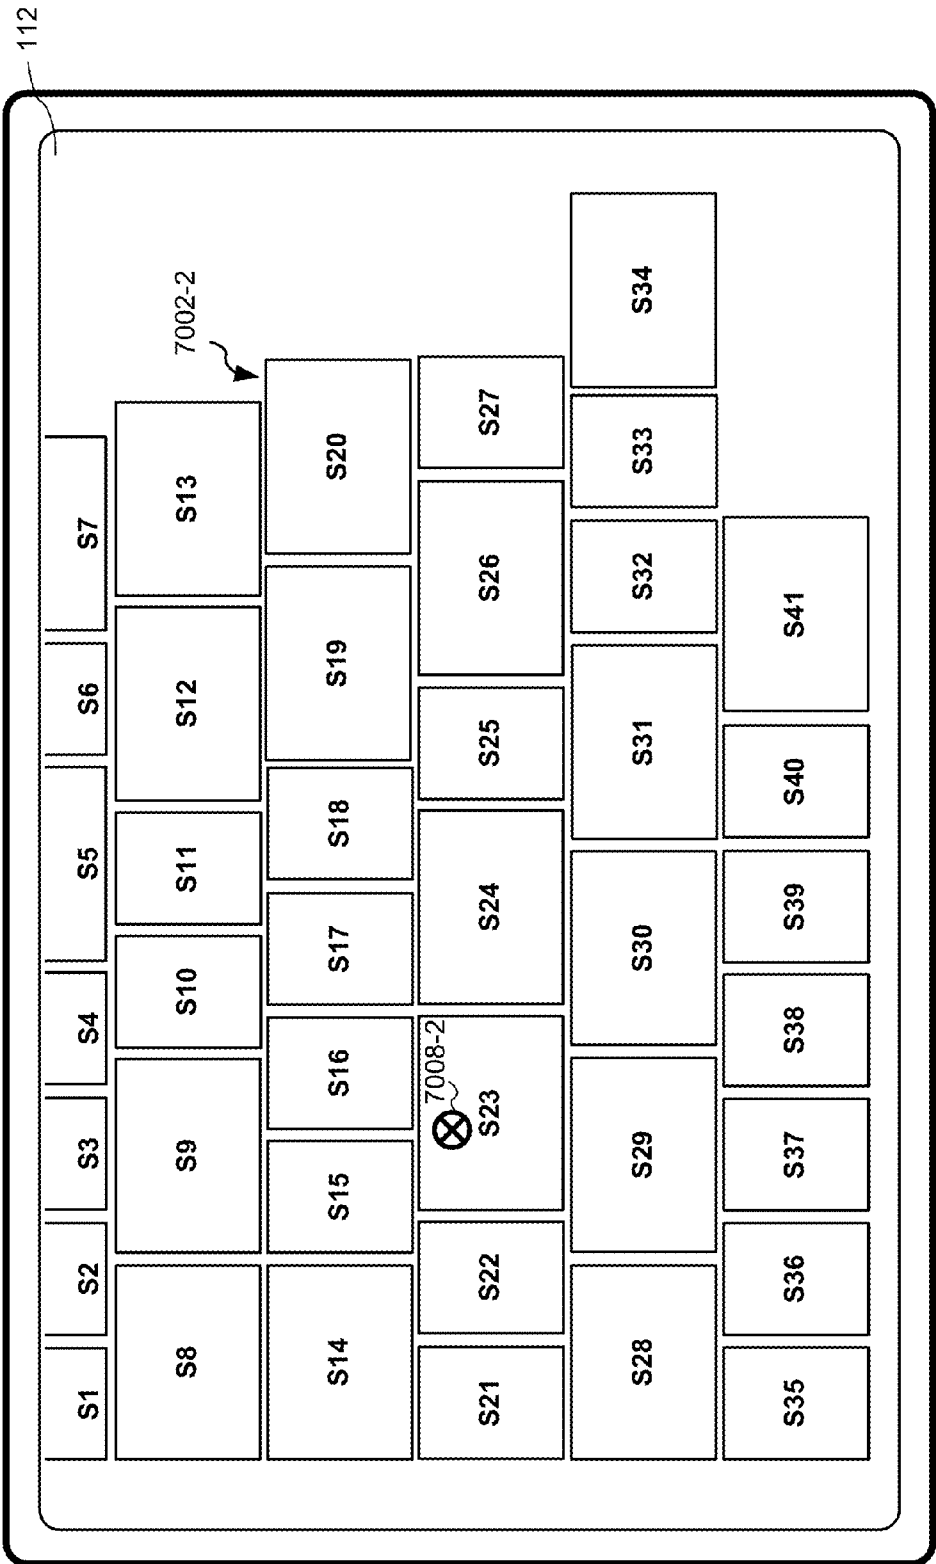 112
7002-2
S1 S2 S3 S4 S5 S6 S7
S8 S9 S10 S11 S12 S13
S14 S15 S16 S17 S18 S19 S20
S21 S22 S23 S24 S25 S26 S27
7008-2
S28 S29 S30 S31 S32 S33 S34
S35 S36 S37 S38 S39 S40 S41